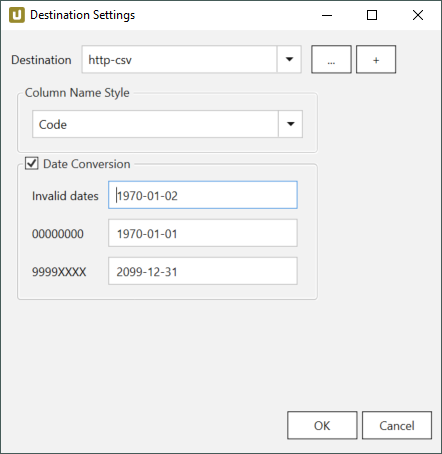 U Destination Settings
Destination http-csv ... +
Column Name Style
Code
Date Conversion
Invalid dates 1970-01-02
00000000 1970-01-01
9999XXXX 2099-12-31
OK Cancel